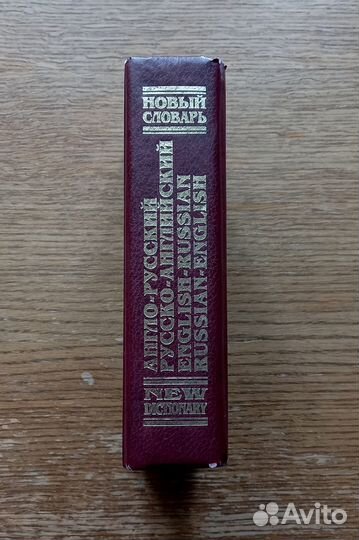 НОВЫЙ
СЛОВАРЬ
АНГЛО-РУССКИЙ
РУССКО-АНГЛИЙСКИЙ
ENGLISH-RUSSIAN
RUSSIAN-ENGLISH
NEW
DICTIONARY
Avito